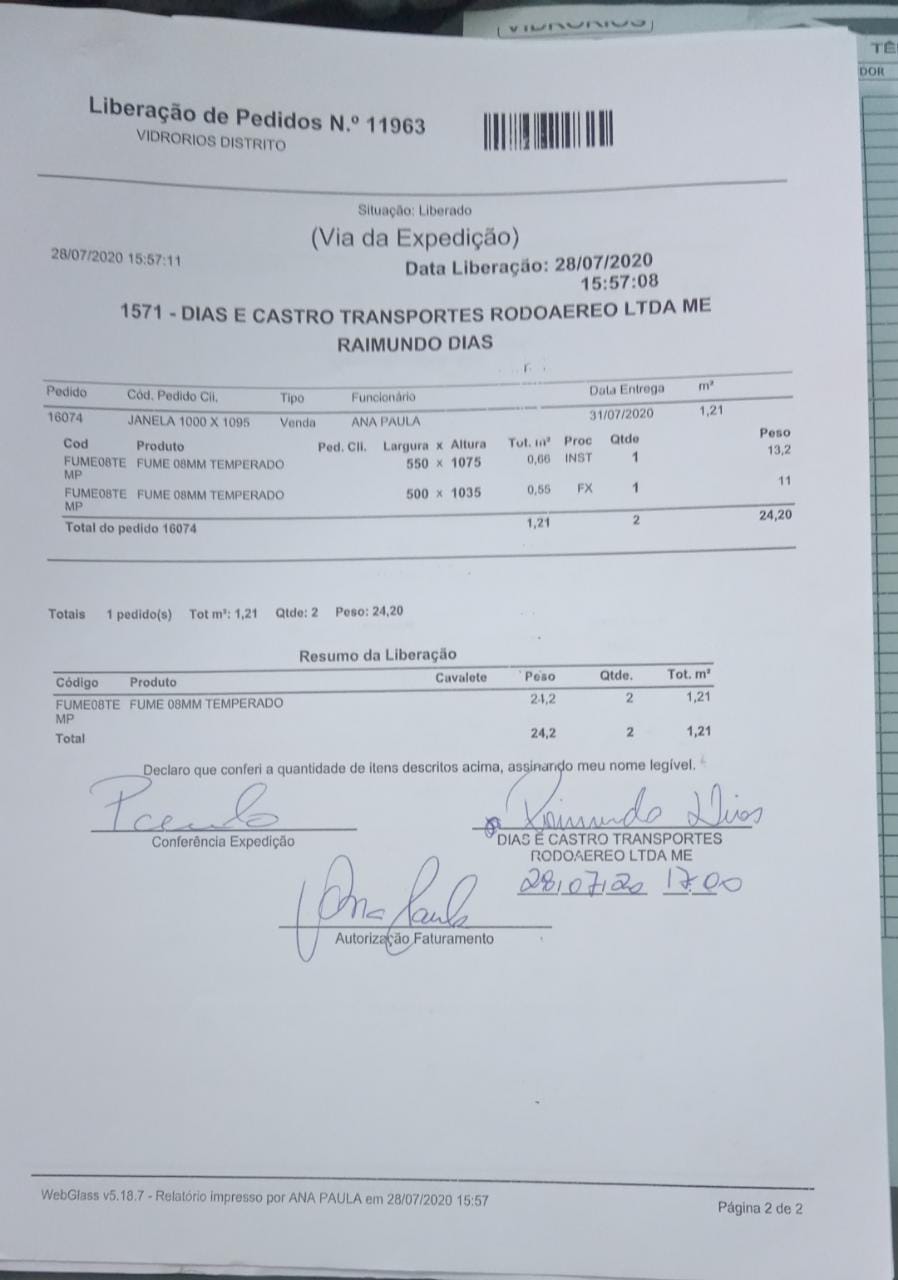 VIDRORIOS
TÊ
DOR
Liberação de Pedidos N.º 11963
VIDRORIOS DISTRITO
Situação: Liberado
(Via da Expedição)
28/07/2020 15:57:11
Data Liberação: 28/07/2020
15:57:08
1571 - DIAS E CASTRO TRANSPORTES RODOAEREO LTDA ME
RAIMUNDO DIAS
Pedido Cód. Pedido Cli. Tipo Funcionário Data Entrega m²
16074 JANELA 1000 X 1095 Venda ANA PAULA 31/07/2020 1,21
Cod Produto Ped. Cli. Largura x Altura Tot. m² Proc Qtde Peso
FUME08TE FUME 08MM TEMPERADO 550 x 1075 0,66 INST 1 13,2
MP
FUME08TE FUME 08MM TEMPERADO 500 x 1035 0,55 FX 1 11
MP
Total do pedido 16074 1,21 2 24,20
Totais 1 pedido(s) Tot m²: 1,21 Qtde: 2 Peso: 24,20
Resumo da Liberação
Código Produto Cavalete Peso Qtde. Tot. m²
FUME08TE FUME 08MM TEMPERADO 24,2 2 1,21
MP
Total 24,2 2 1,21
Declaro que conferi a quantidade de itens descritos acima, assinando meu nome legível.
Raimundo Dias
Conferência Expedição
DIAS E CASTRO TRANSPORTES
RODOAEREO LTDA ME
28/07/20 17:00
Ana Paula
Autorização Faturamento
WebGlass v5.18.7 - Relatório impresso por ANA PAULA em 28/07/2020 15:57
Página 2 de 2